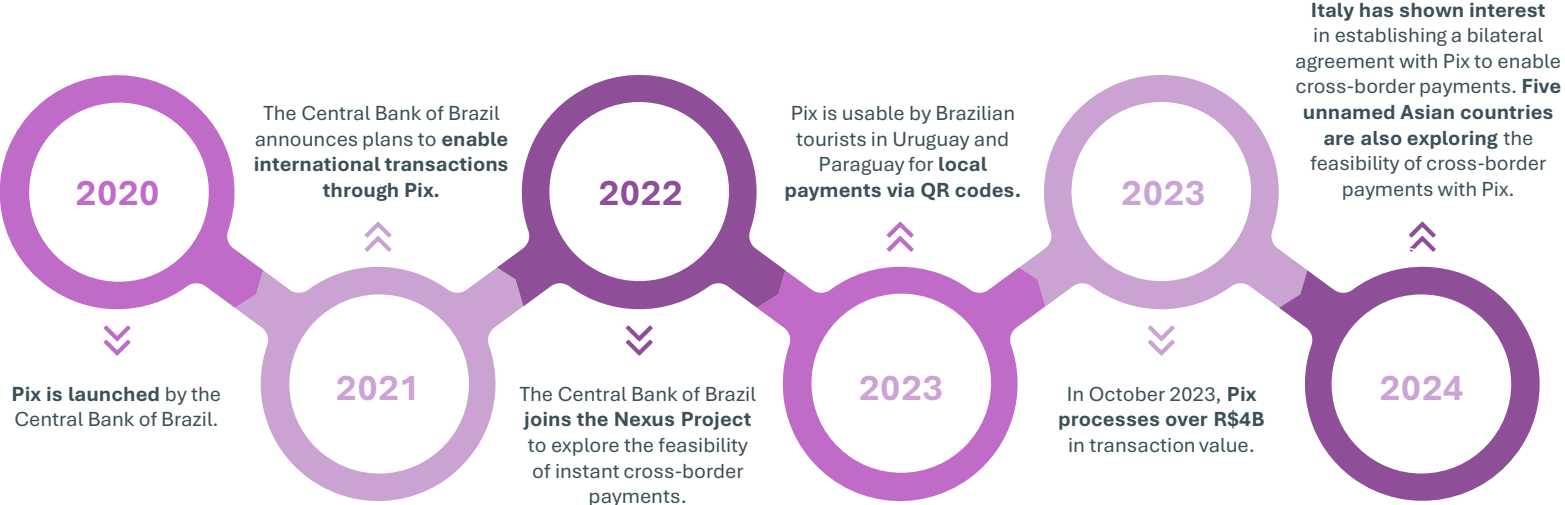 2020
Pix is launched by the
Central Bank of Brazil.
The Central Bank of Brazil
announces plans to enable
international transactions
through Pix.
2021
2022
The Central Bank of Brazil
joins the Nexus Project
to explore the feasibility
of instant cross-border
payments.
Pix is usable by Brazilian
tourists in Uruguay and
Paraguay for local
payments via QR codes.
2023
2023
In October 2023, Pix
processes over R$4B
in transaction value.
Italy has shown interest
in establishing a bilateral
agreement with Pix to enable
cross-border payments. Five
unnamed Asian countries
are also exploring the
feasibility of cross-border
payments with Pix.
2024